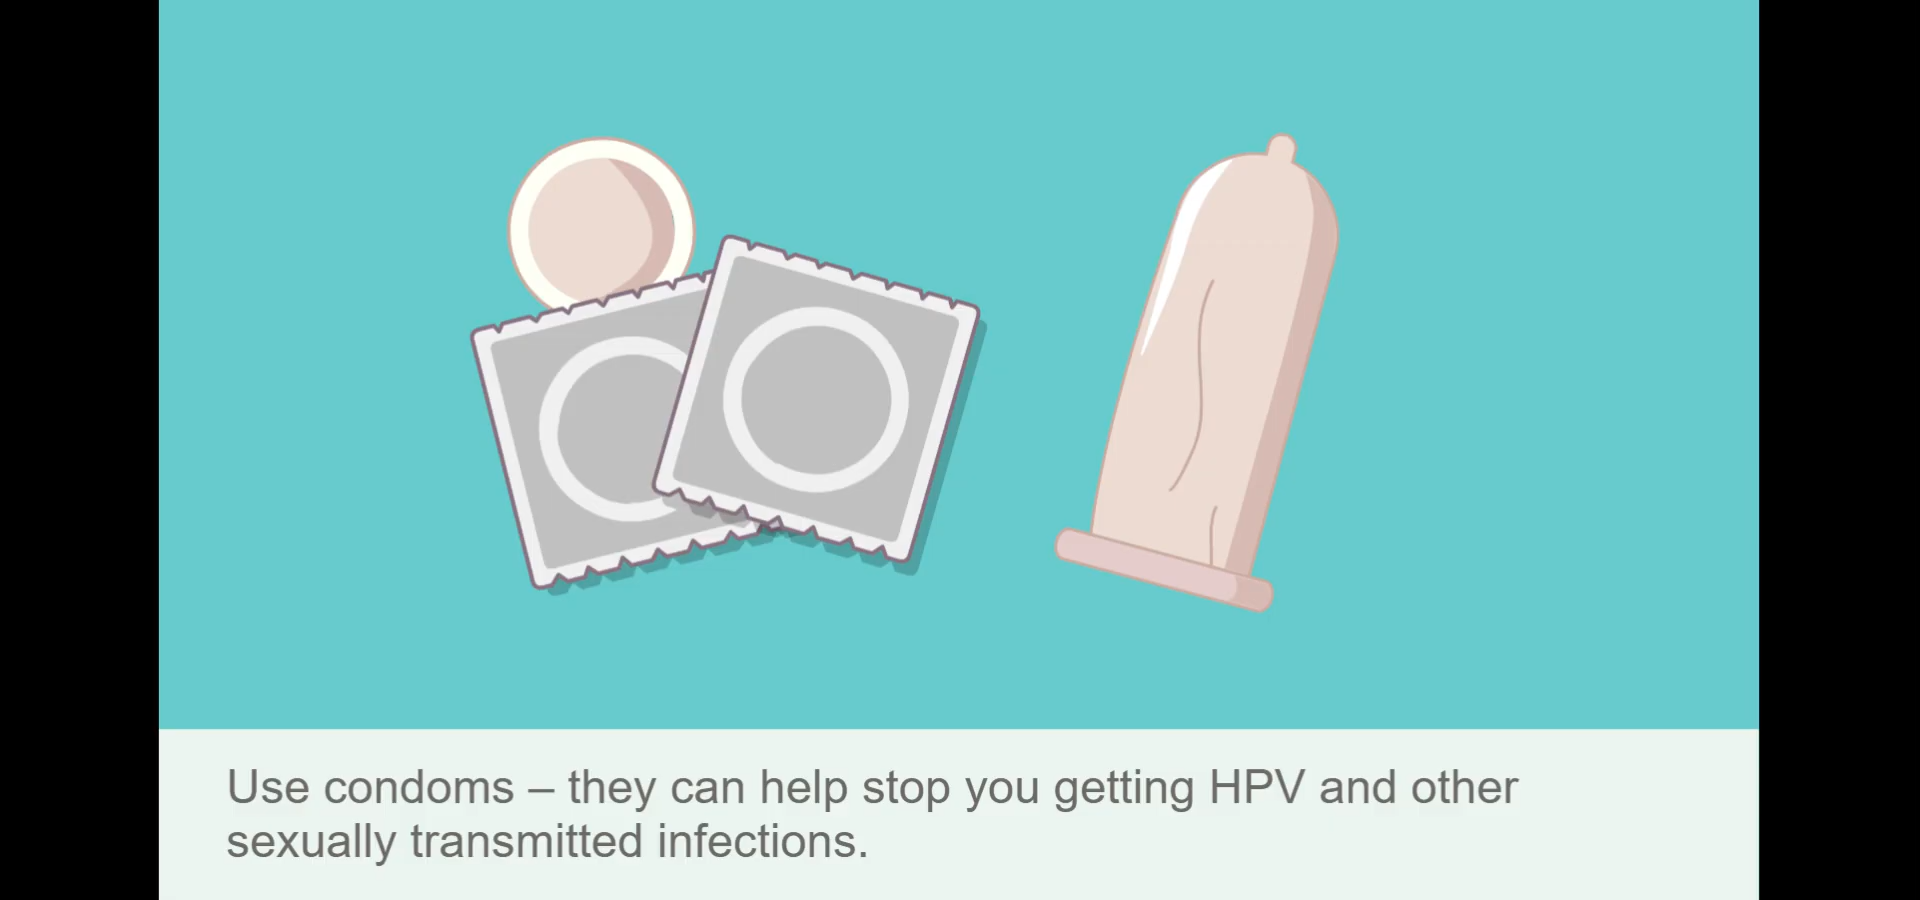 Use condoms – they can help stop you getting HPV and other
sexually transmitted infections.